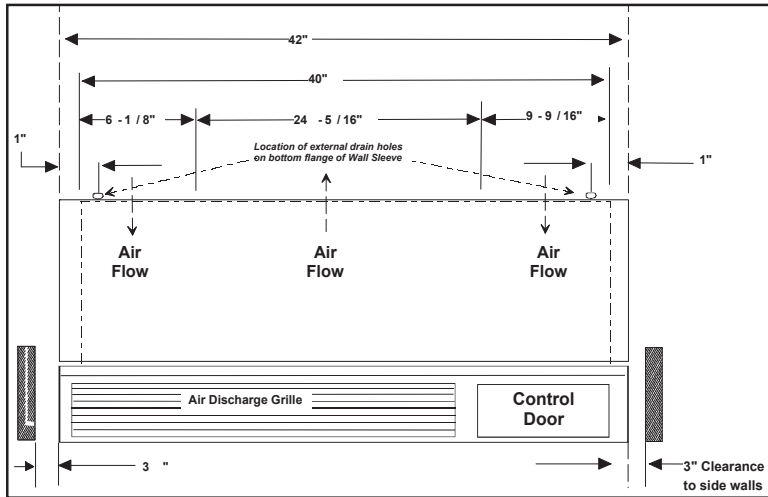 42"
40"
6 - 1 / 8"
24 - 5 / 16"
9 - 9 / 16"
1"
Location of external drain holes
on bottom flange of Wall Sleeve
1"
Air
Flow
Air
Flow
Air
Flow
Air Discharge Grille
Control
Door
3 "
3" Clearance
to side walls